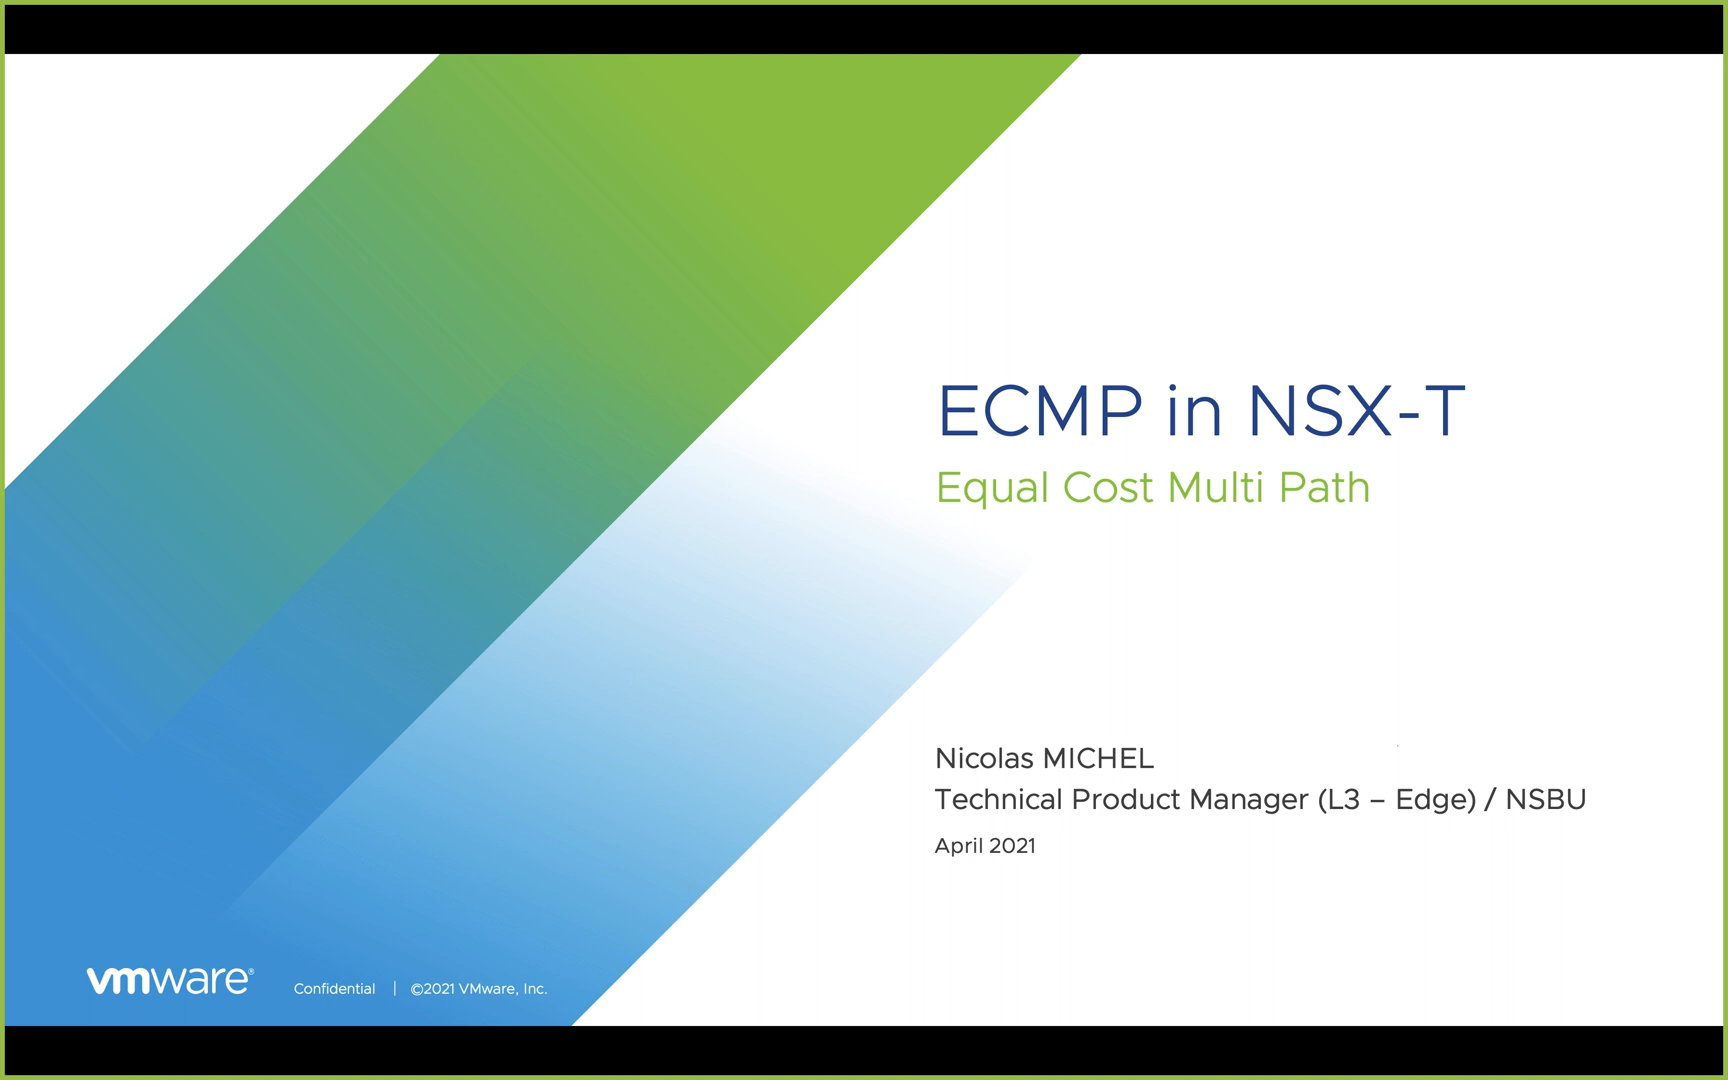 ECMP in NSX-T
Equal Cost Multi Path
Nicolas MICHEL
Technical Product Manager (L3 – Edge) / NSBU
April 2021
vmware®
Confidential | ©2021 VMware, Inc.